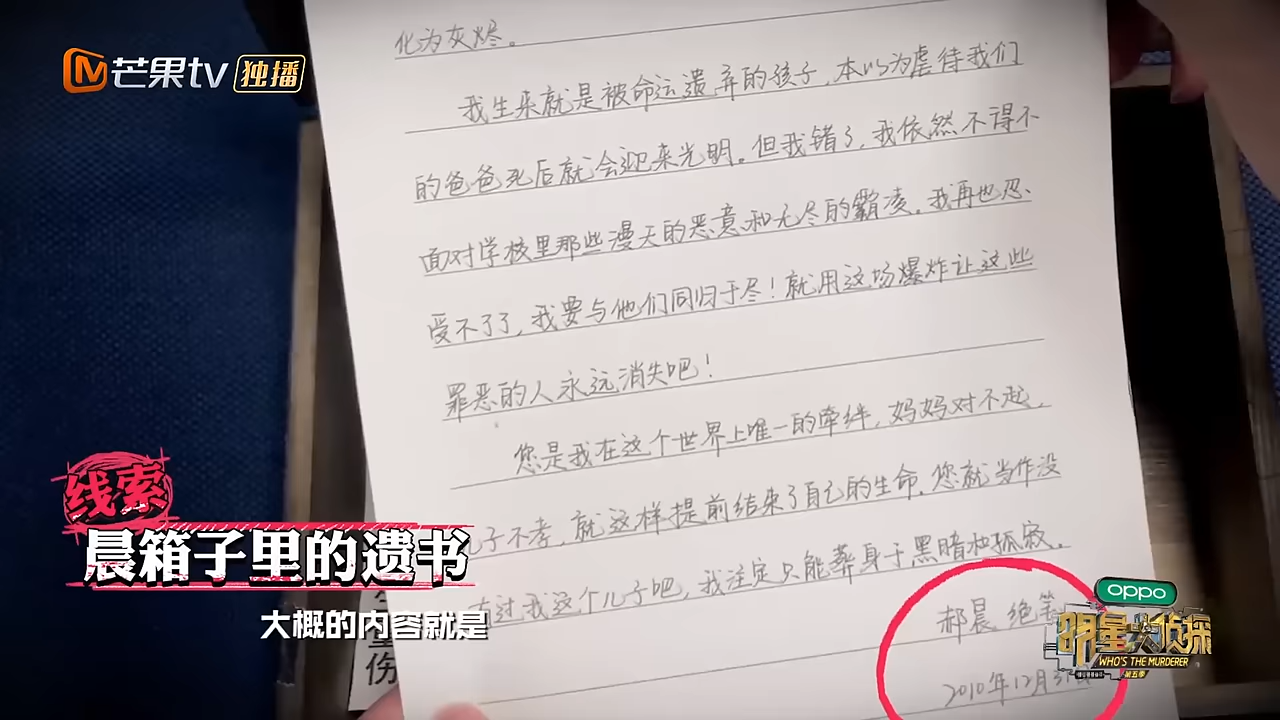 芒果tv 独播
化为灰烬。
我生来就是被命运遗弃的孩子,本以为虐待我们
的爸爸死后就会迎来光明。但我错了,我依然不得不
面对学校里那些漫天的恶意和无尽的霸凌。我再也忍
受不了了,我要与他们同归于尽!就用这场爆炸让这些
罪恶的人永远消失吧!
您是我在这个世界上唯一的牵绊,妈妈对不起,
子不孝,就这样提前结束了自己的生命,您就当作没
过我这个儿子吧,我注定只能葬身于黑暗和孤寂。
郝晨 绝笔
2010年12月31日
线索
晨箱子里的遗书
大概的内容就是
伤
oppo
明星大侦探
WHO'S THE MURDERER
第五季